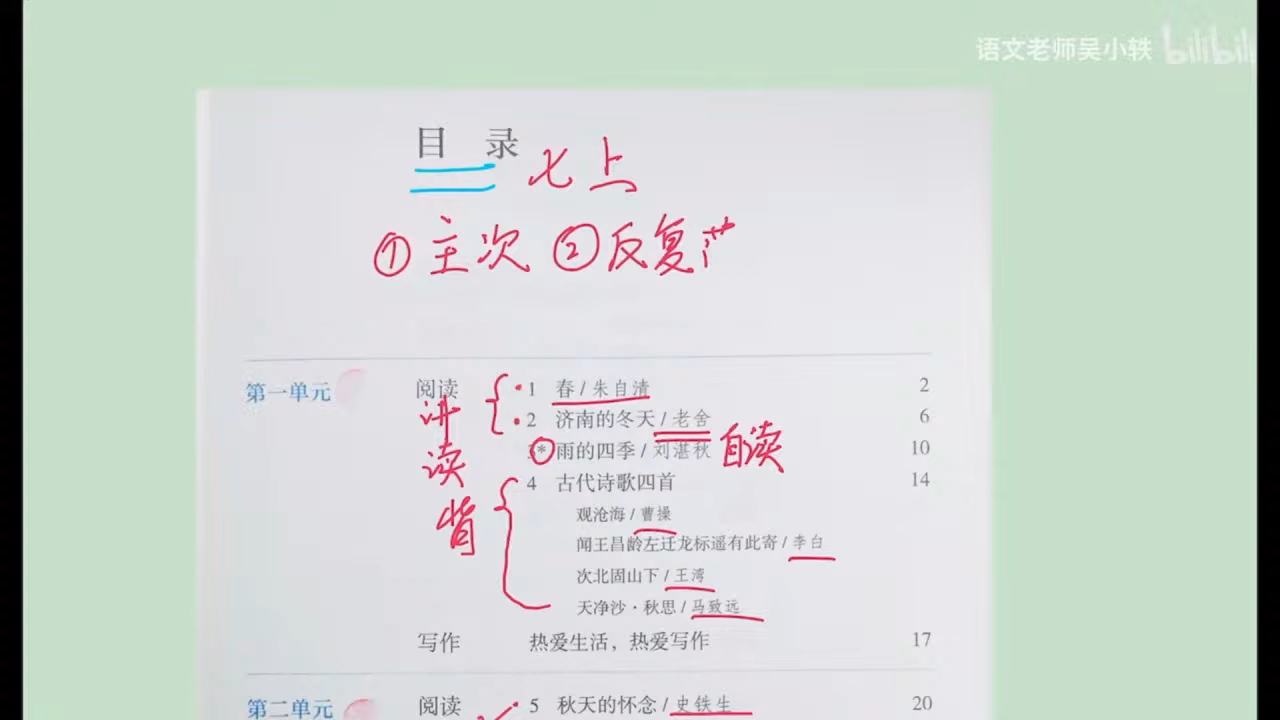 语文老师吴小轶 bilibili
目 录
七上
①主次 ②反复
第一单元 阅读 1 春 / 朱自清 2
讲读 2 济南的冬天 / 老舍 6
3* 雨的四季 / 刘湛秋 自读 10
背 4 古代诗歌四首 14
观沧海 / 曹操
闻王昌龄左迁龙标遥有此寄 / 李白
次北固山下 / 王湾
天净沙·秋思 / 马致远
写作 热爱生活，热爱写作 17
第二单元 阅读 5 秋天的怀念 / 史铁生 20